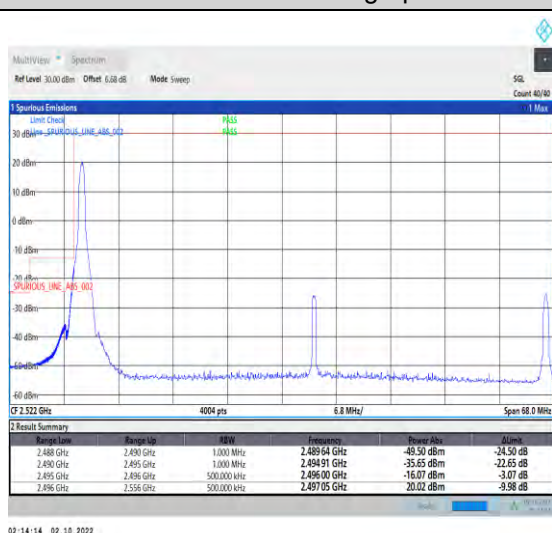 MultiView Spectrum
Ref Level 30.00 dBm Offset 6.68 dB Mode Sweep SGL
Count 40/40
1 Spurious Emissions 1 Max
Limit Check PASS
30 dBm Line _SPURIOUS_LINE_ABS_002 PASS
20 dBm
10 dBm
0 dBm
-10 dBm
-20 dBm
SPURIOUS_LINE_ABS_002
-30 dBm
-40 dBm
-50 dBm
-60 dBm
CF 2.522 GHz 4004 pts 6.8 MHz/ Span 68.0 MHz
2 Result Summary
Range Low Range Up RBW Frequency Power Abs ΔLimit
2.488 GHz 2.490 GHz 1.000 MHz 2.48964 GHz -49.50 dBm -24.50 dB
2.490 GHz 2.495 GHz 1.000 MHz 2.49491 GHz -35.65 dBm -22.65 dB
2.495 GHz 2.496 GHz 500.000 kHz 2.49600 GHz -16.07 dBm -3.07 dB
2.496 GHz 2.556 GHz 500.000 kHz 2.49705 GHz 20.02 dBm -9.98 dB
02:14:14 02.10.2022